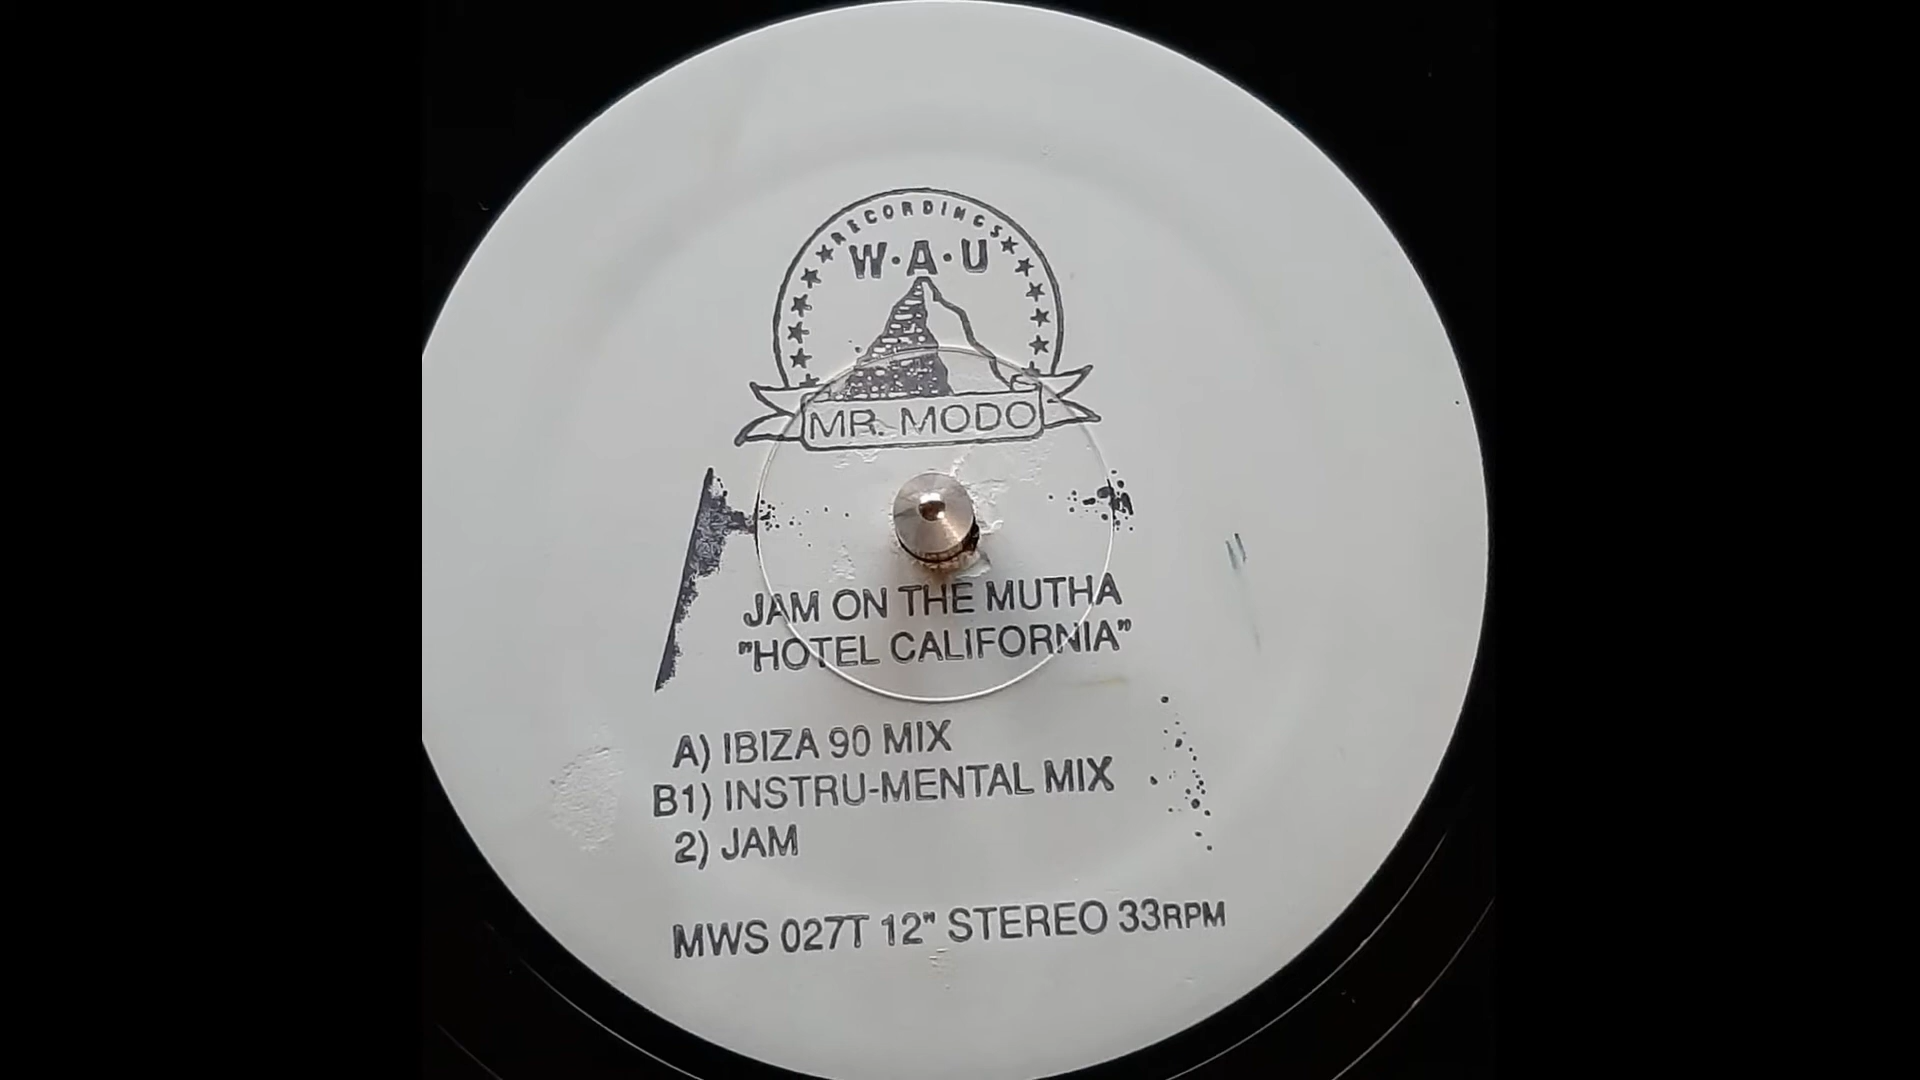 RECORDINGS
W·A·U
MR. MODO
A
JAM ON THE MUTHA
"HOTEL CALIFORNIA"
A) IBIZA 90 MIX
B1) INSTRU-MENTAL MIX
2) JAM
MWS 027T 12" STEREO 33RPM